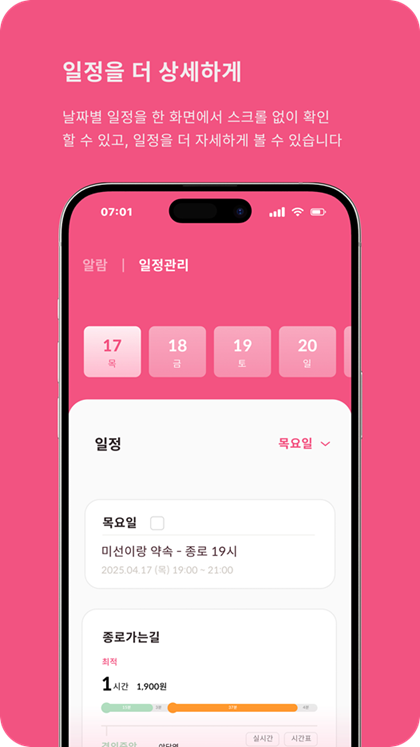 일정을 더 상세하게
날짜별 일정을 한 화면에서 스크롤 없이 확인
할 수 있고, 일정을 더 자세하게 볼 수 있습니다
07:01
알람 | 일정관리
17 18 19 20
목 금 토 일
일정 목요일
목요일
미선이랑 약속 - 종로 19시
2025.04.17 (목) 19:00 ~ 21:00
종로가는길
최적
1시간 1,900원
실시간 시간표